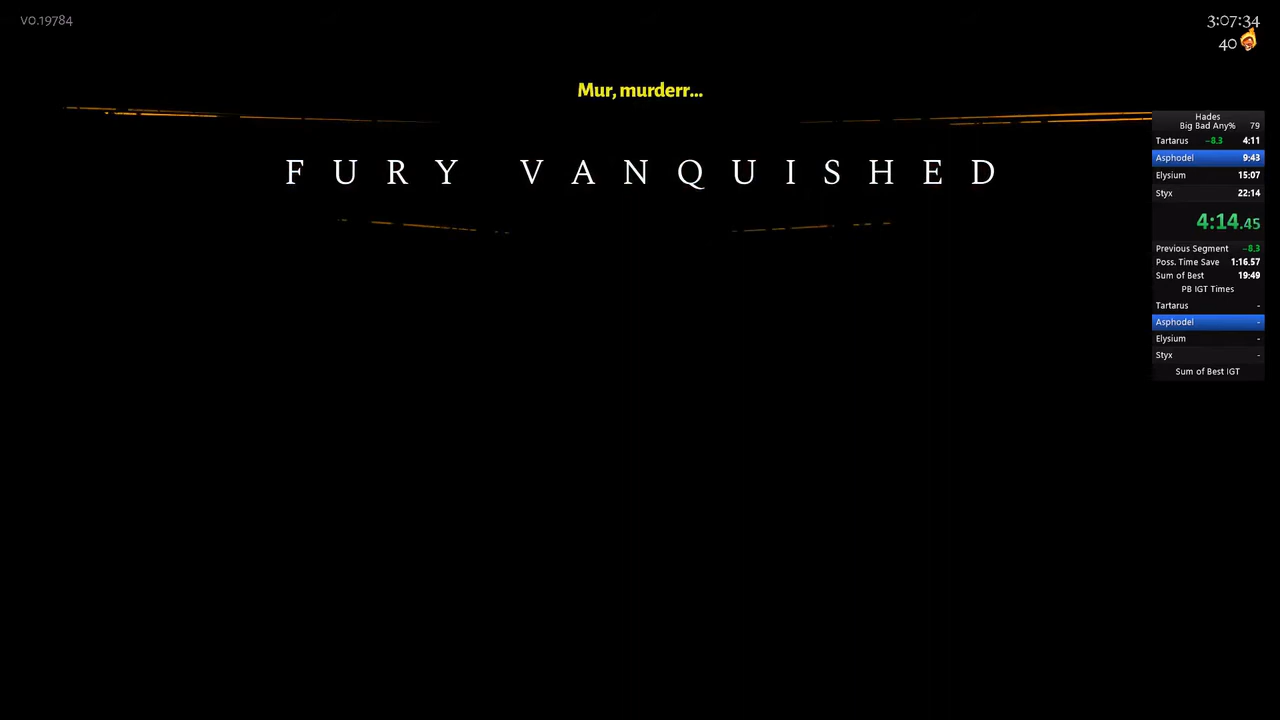 v0.19784
3:07:34
40
Mur, murderr...
FURY VANQUISHED
Hades
Big Bad Any% 79
Tartarus -8.3 4:11
Asphodel 9:43
Elysium 15:07
Styx 22:14
4:14.45
Previous Segment -8.3
Poss. Time Save 1:16.57
Sum of Best 19:49
PB IGT Times
Tartarus -
Asphodel -
Elysium -
Styx -
Sum of Best IGT